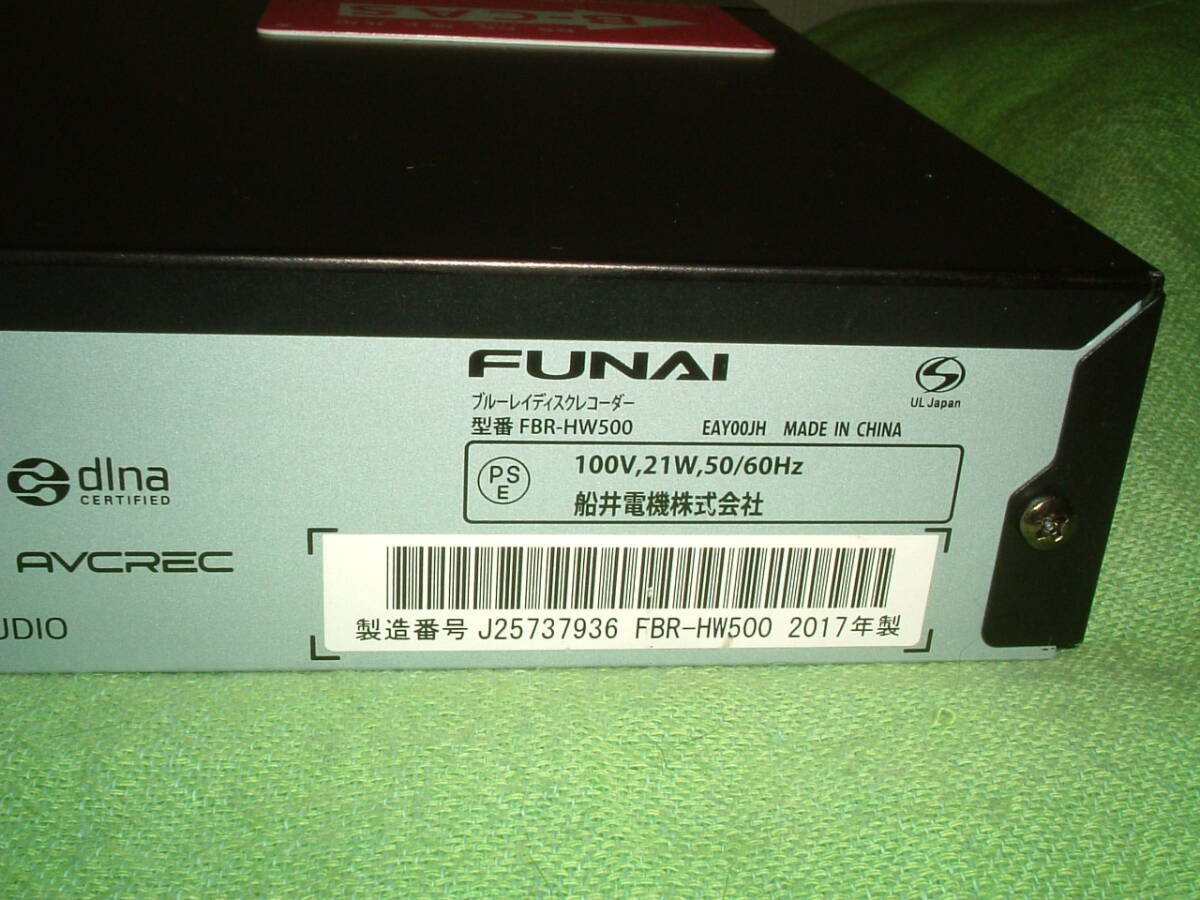 B-CAS
FUNAI
ブルーレイディスクレコーダー
UL Japan
型番 FBR-HW500 EAY00JH MADE IN CHINA
dlna
CERTIFIED
PS
E
100V,21W,50/60Hz
船井電機株式会社
AVCREC
UDIO
製造番号 J25737936 FBR-HW500 2017年製